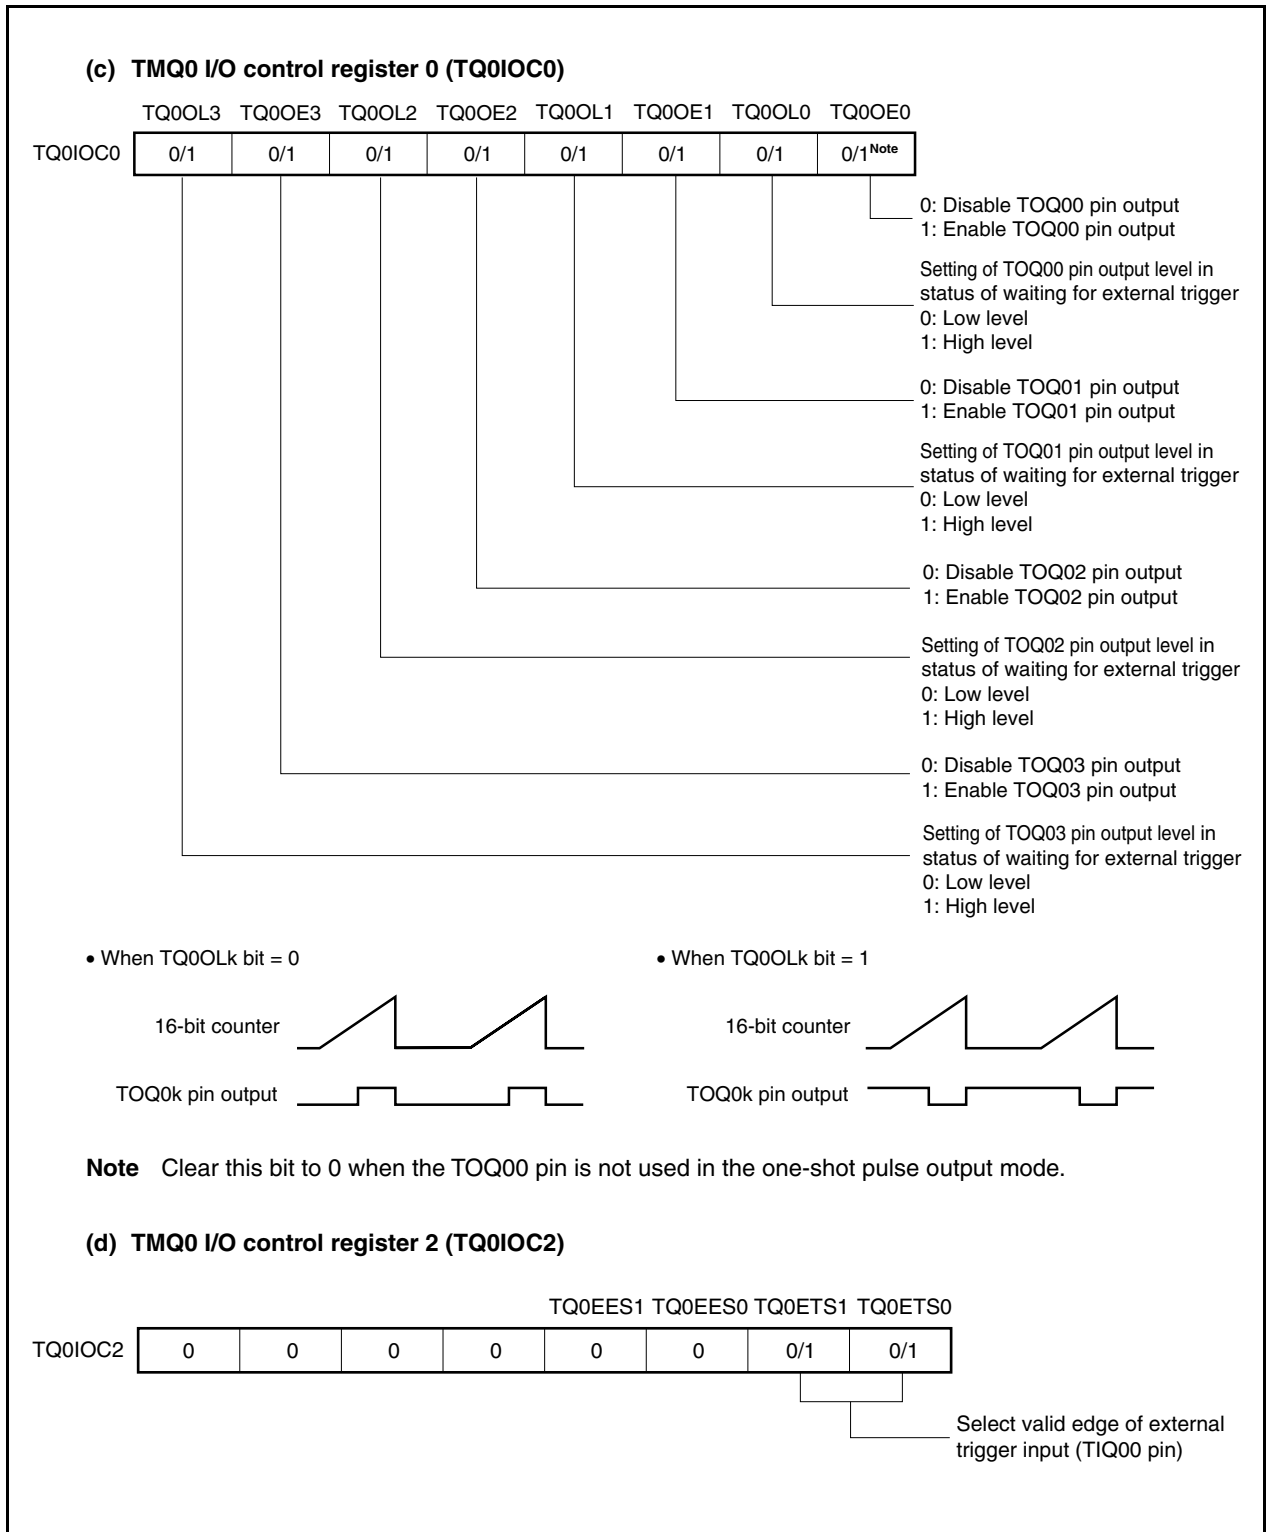 (c) TMQ0 I/O control register 0 (TQ0IOC0)
TQ0OL3 TQ0OE3 TQ0OL2 TQ0OE2 TQ0OL1 TQ0OE1 TQ0OL0 TQ0OE0
TQ0IOC0 0/1 0/1 0/1 0/1 0/1 0/1 0/1 0/1Note
0: Disable TOQ00 pin output
1: Enable TOQ00 pin output
Setting of TOQ00 pin output level in
status of waiting for external trigger
0: Low level
1: High level
0: Disable TOQ01 pin output
1: Enable TOQ01 pin output
Setting of TOQ01 pin output level in
status of waiting for external trigger
0: Low level
1: High level
0: Disable TOQ02 pin output
1: Enable TOQ02 pin output
Setting of TOQ02 pin output level in
status of waiting for external trigger
0: Low level
1: High level
0: Disable TOQ03 pin output
1: Enable TOQ03 pin output
Setting of TOQ03 pin output level in
status of waiting for external trigger
0: Low level
1: High level
• When TQ0OLk bit = 0
16-bit counter
TOQ0k pin output
• When TQ0OLk bit = 1
16-bit counter
TOQ0k pin output
Note Clear this bit to 0 when the TOQ00 pin is not used in the one-shot pulse output mode.
(d) TMQ0 I/O control register 2 (TQ0IOC2)
TQ0EES1 TQ0EES0 TQ0ETS1 TQ0ETS0
TQ0IOC2 0 0 0 0 0 0 0/1 0/1
Select valid edge of external
trigger input (TIQ00 pin)